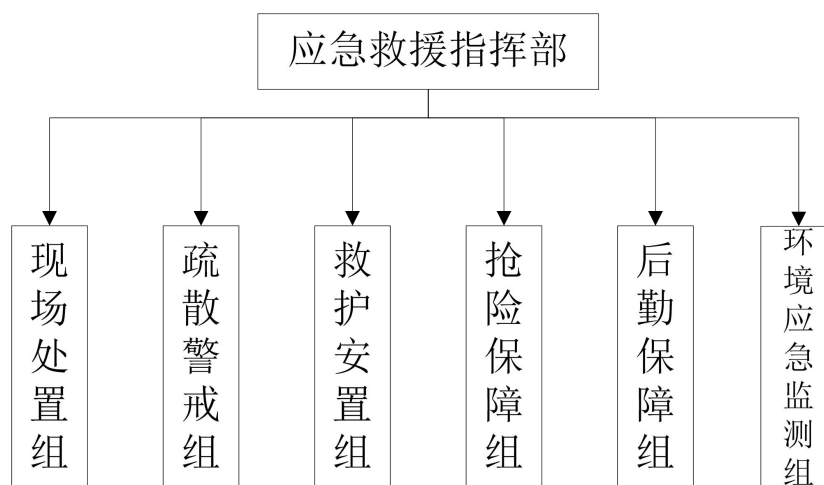 应急救援指挥部
现场处置组
疏散警戒组
救护安置组
抢险保障组
后勤保障组
环境应急监测组